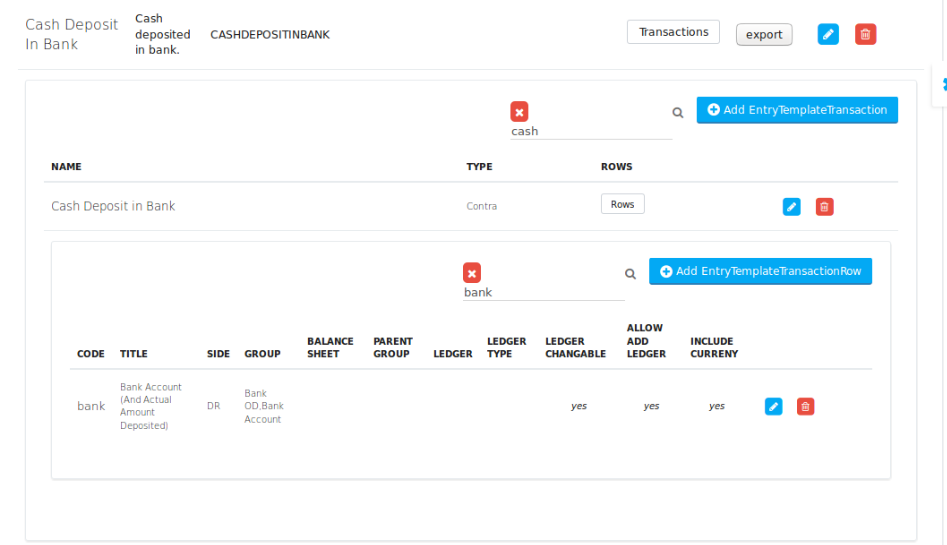 Cash Deposit
In Bank
Cash
deposited
in bank.
CASHDEPOSITINBANK
Transactions
export
cash
Add EntryTemplateTransaction
NAME TYPE ROWS
Cash Deposit in Bank Contra Rows
bank
Add EntryTemplateTransactionRow
CODE TITLE SIDE GROUP BALANCE SHEET PARENT GROUP LEDGER LEDGER TYPE LEDGER CHANGABLE ALLOW ADD LEDGER INCLUDE CURRENY
bank
Bank Account
(And Actual
Amount
Deposited)
DR
Bank
OD,Bank
Account
yes yes yes